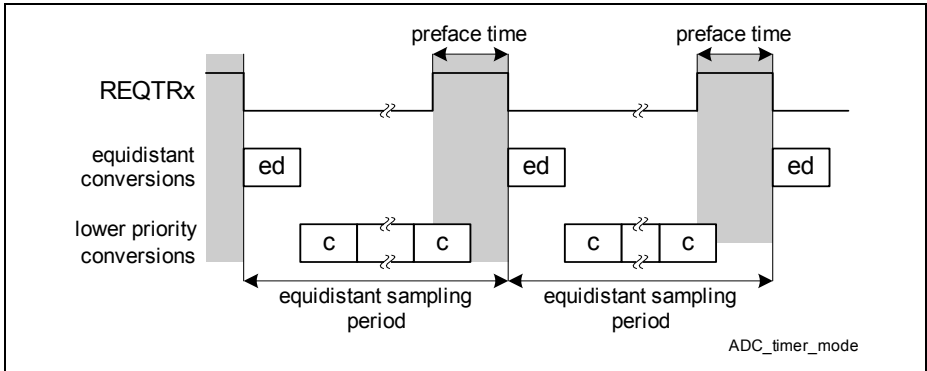 preface time
preface time
REQTRx
equidistant
conversions
ed
ed
ed
lower priority
conversions
c
c
c
c
equidistant sampling
period
equidistant sampling
period
ADC_timer_mode